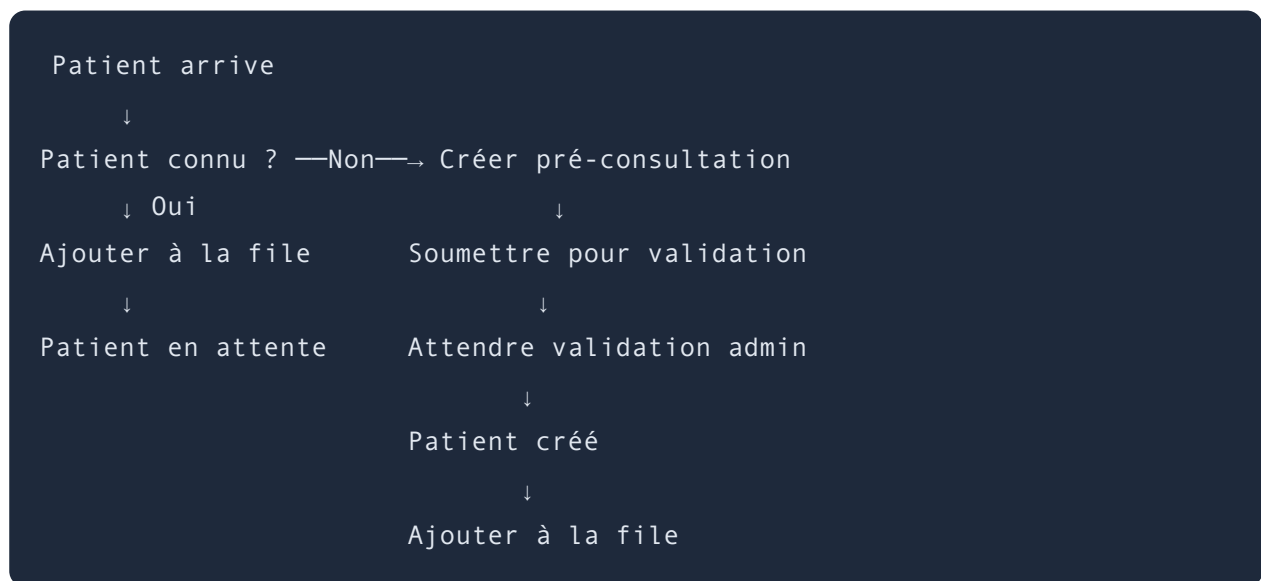 Patient arrive
↓
Patient connu ? ──Non──→ Créer pré-consultation
↓ Oui ↓
Ajouter à la file Soumettre pour validation
↓ ↓
Patient en attente Attendre validation admin
↓
Patient créé
↓
Ajouter à la file